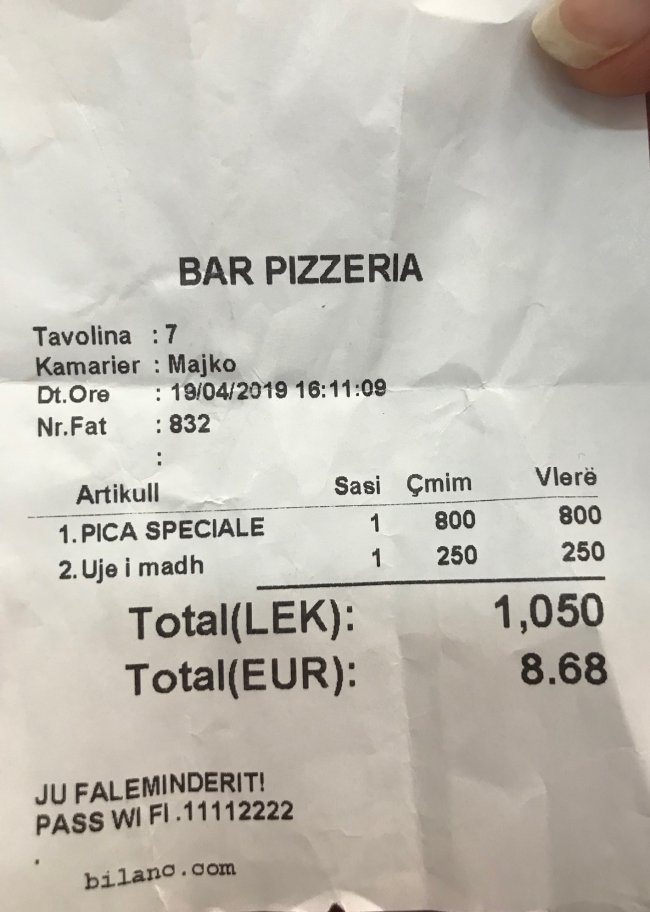 BAR PIZZERIA
Tavolina : 7
Kamarier : Majko
Dt.Ore : 19/04/2019 16:11:09
Nr.Fat : 832
:
Artikull Sasi Çmim Vlerë
1. PICA SPECIALE 1 800 800
2. Uje i madh 1 250 250
Total(LEK): 1,050
Total(EUR): 8.68
JU FALEMINDERIT!
PASS WI FI .11112222
.
bilanc.com